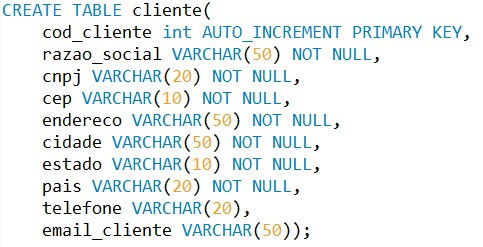 CREATE TABLE cliente(
cod_cliente int AUTO_INCREMENT PRIMARY KEY,
razao_social VARCHAR(50) NOT NULL,
cnpj VARCHAR(20) NOT NULL,
cep VARCHAR(10) NOT NULL,
endereco VARCHAR(50) NOT NULL,
cidade VARCHAR(50) NOT NULL,
estado VARCHAR(10) NOT NULL,
pais VARCHAR(20) NOT NULL,
telefone VARCHAR(20),
email_cliente VARCHAR(50));